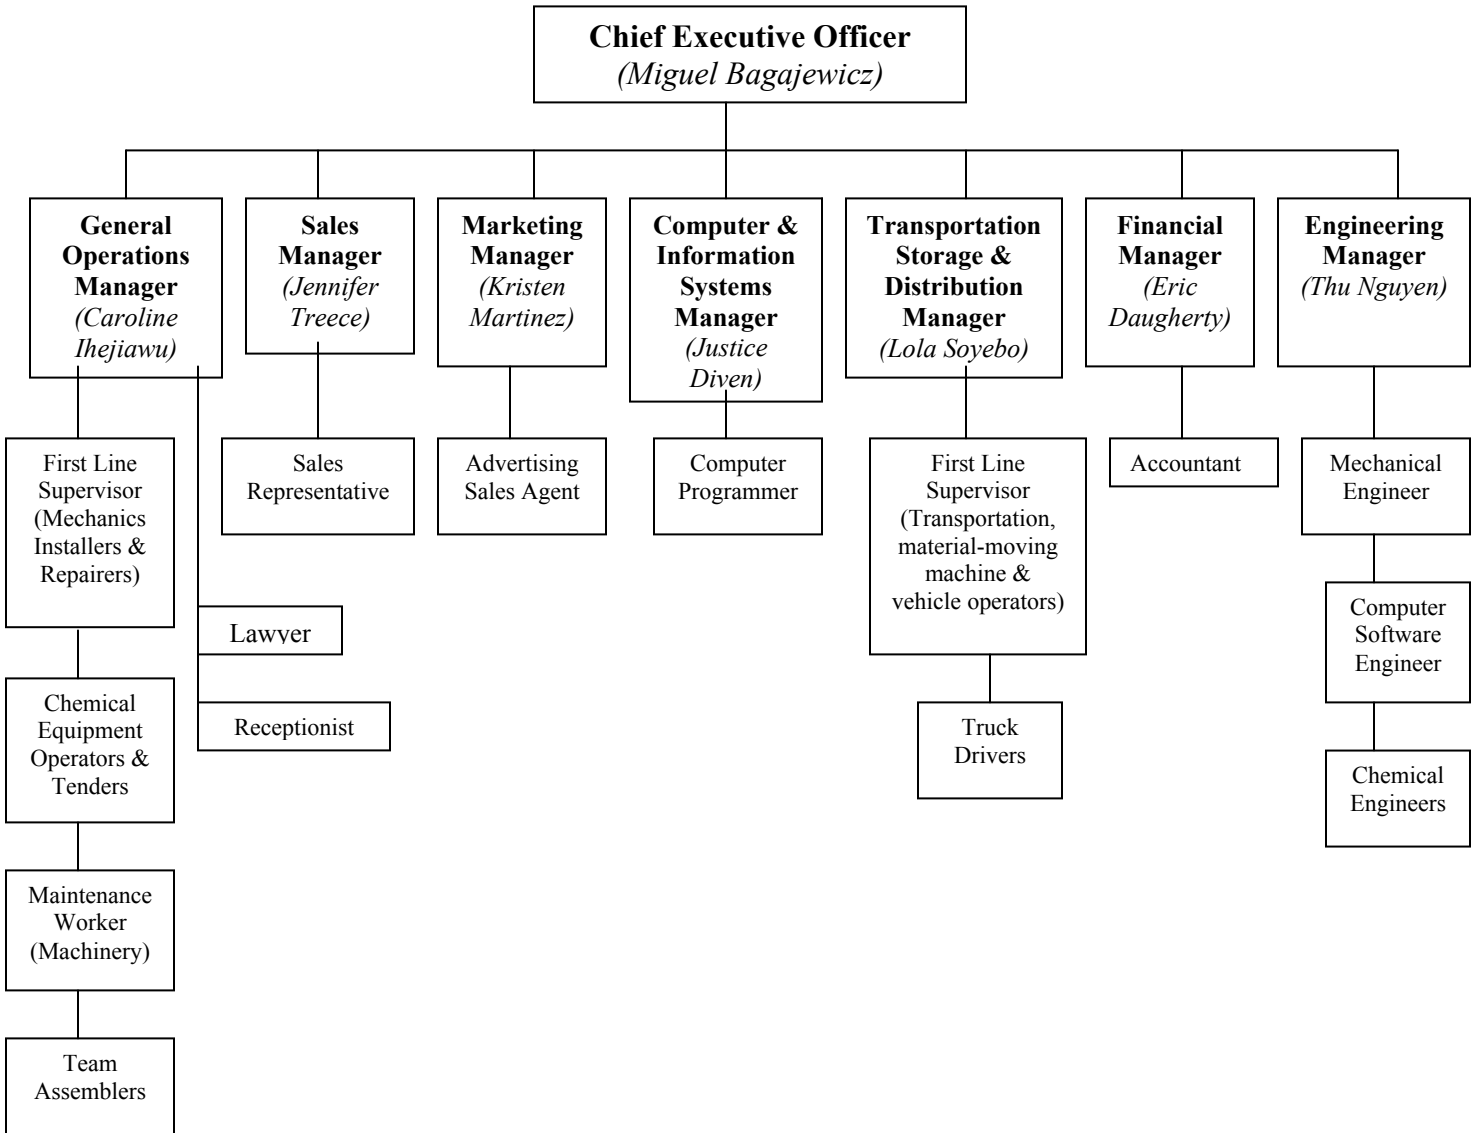 Chief Executive Officer
(Miguel Bagajewicz)
General
Operations
Manager
(Caroline
Ihejiawu)
Sales
Manager
(Jennifer
Treece)
Marketing
Manager
(Kristen
Martinez)
Computer &
Information
Systems
Manager
(Justice
Diven)
Transportation
Storage &
Distribution
Manager
(Lola Soyebo)
Financial
Manager
(Eric
Daugherty)
Engineering
Manager
(Thu Nguyen)
First Line
Supervisor
(Mechanics
Installers &
Repairers)
Sales
Representative
Advertising
Sales Agent
Computer
Programmer
First Line
Supervisor
(Transportation,
material-moving
machine &
vehicle operators)
Accountant
Mechanical
Engineer
Lawyer
Computer
Software
Engineer
Chemical
Equipment
Operators &
Tenders
Receptionist
Truck
Drivers
Chemical
Engineers
Maintenance
Worker
(Machinery)
Team
Assemblers